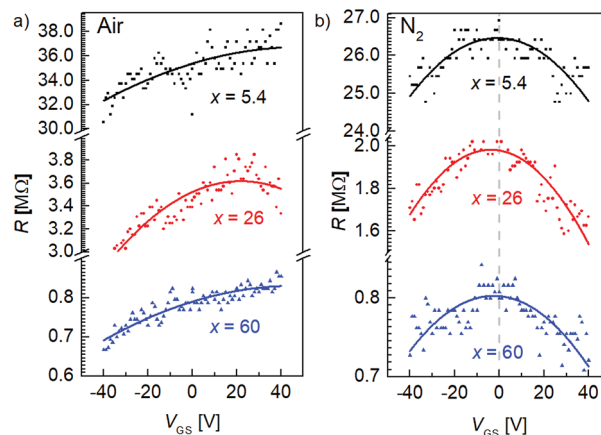 a)
Air
R [MΩ]
38.0
36.0
34.0
32.0
30.0
x = 5.4
3.8
3.6
3.4
3.2
3.0
x = 26
0.8
0.7
0.6
x = 60
-40 -20 0 20 40
V_GS [V]
b)
N₂
R [MΩ]
27.0
26.0
25.0
24.0
x = 5.4
2.0
1.8
1.6
x = 26
0.8
0.7
x = 60
-40 -20 0 20 40
V_GS [V]